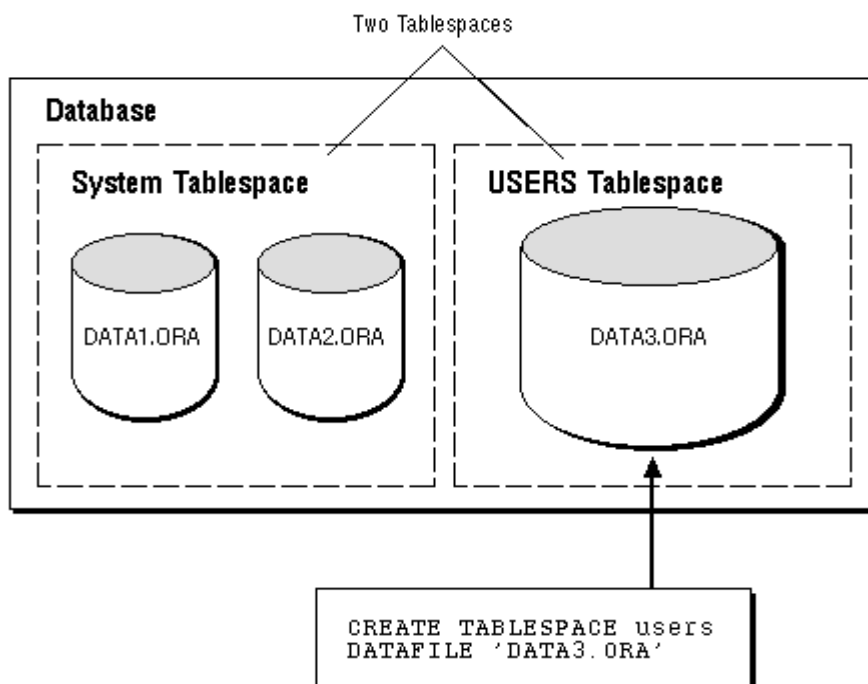 Two Tablespaces
Database
System Tablespace
USERS Tablespace
DATA1.ORA
DATA2.ORA
DATA3.ORA
CREATE TABLESPACE users
DATAFILE 'DATA3.ORA'